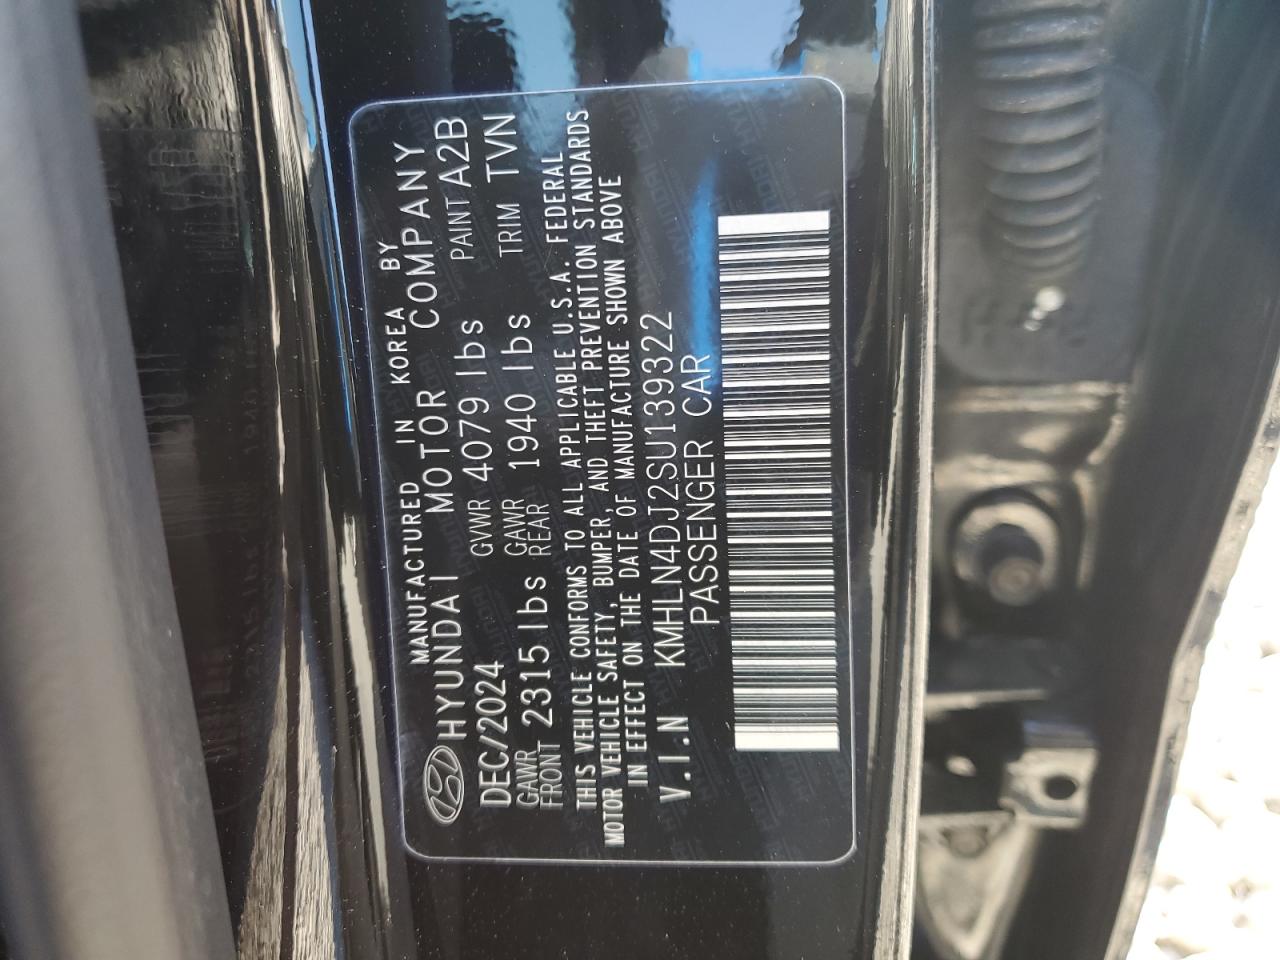 MANUFACTURED IN KOREA BY
HYUNDAI MOTOR COMPANY
DEC/2024 GVWR 4079 lbs PAINT A2B
GAWR FRONT 2315 lbs GAWR REAR 1940 lbs TRIM TVN
THIS VEHICLE CONFORMS TO ALL APPLICABLE U.S.A. FEDERAL
MOTOR VEHICLE SAFETY, BUMPER, AND THEFT PREVENTION STANDARDS
IN EFFECT ON THE DATE OF MANUFACTURE SHOWN ABOVE
V.I.N KMHLN4DJ2SU139322
PASSENGER CAR